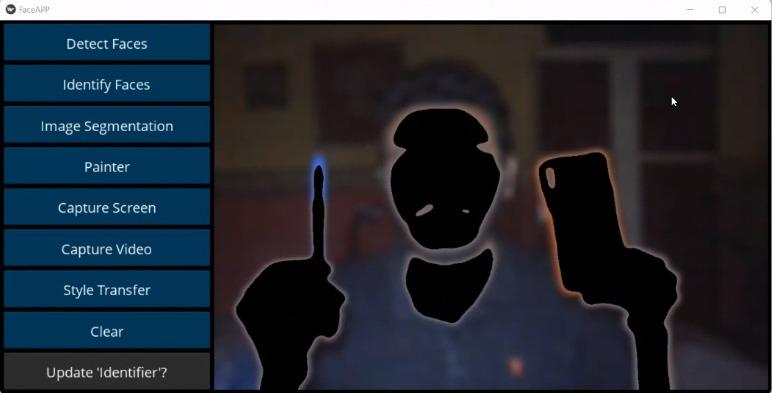 FaceAPP
Detect Faces
Identify Faces
Image Segmentation
Painter
Capture Screen
Capture Video
Style Transfer
Clear
Update 'Identifier'?